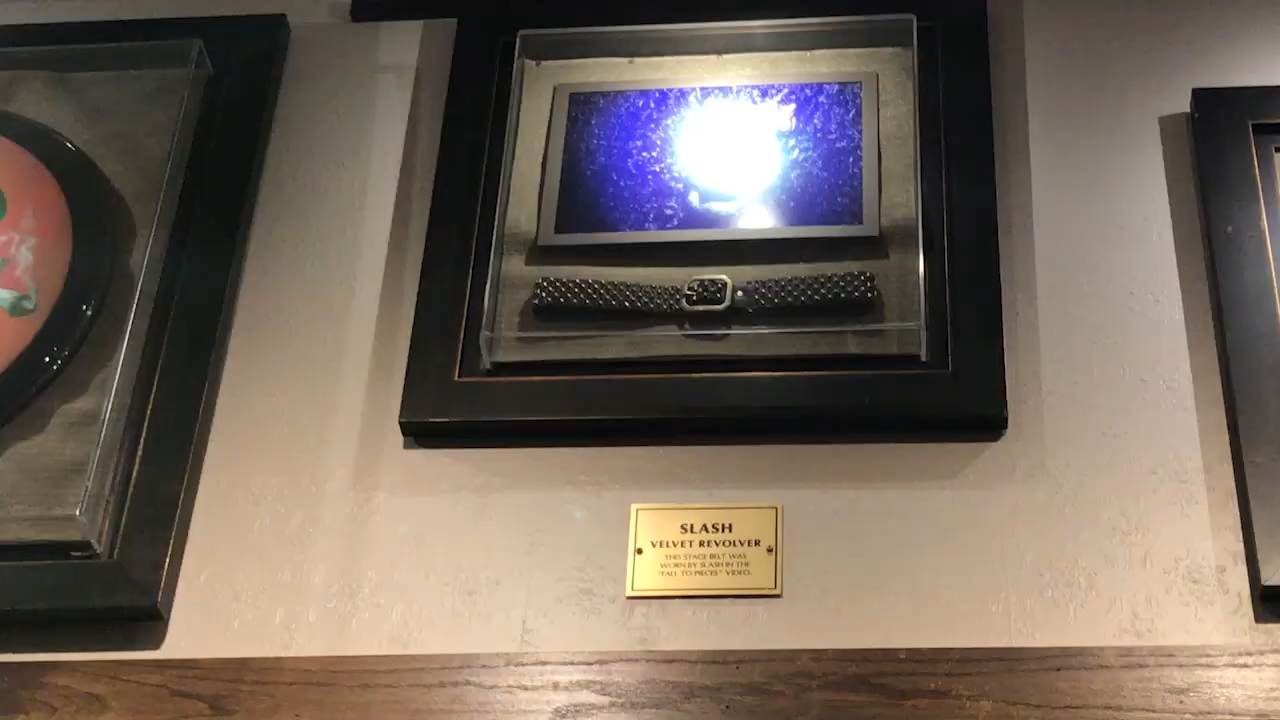 SLASH
VELVET REVOLVER
THIS STAGE BELT WAS
WORN BY SLASH IN THE
"FALL TO PIECES" VIDEO.